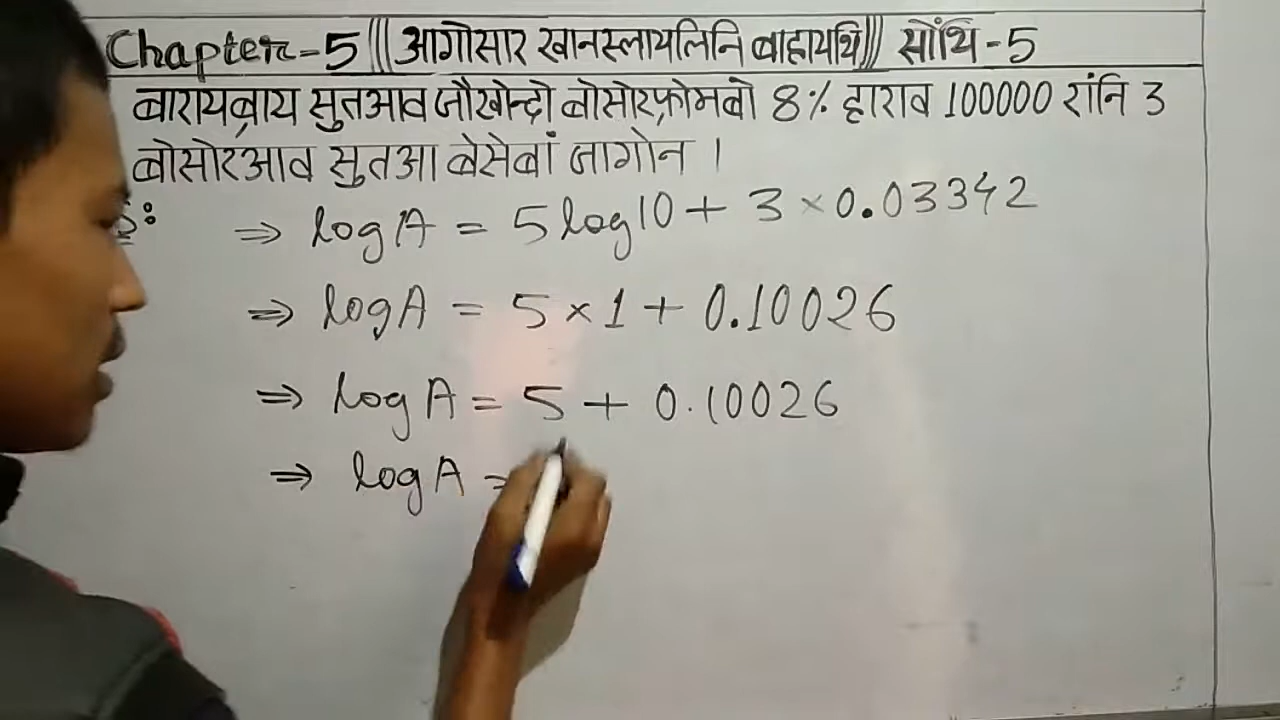 Chapter-5 ||| आगोसार खानस्लायलिनि बाहायथि ||| सोंथि -5
बारायब्राय सुतआव जौखोन्दो बोसोरफ्रोमबो 8% हाराव 100000 रांनि 3
बोसोरआव सुतआ बेसेबां जागोन ।
⇒ log A = 5 log 10 + 3 × 0.03342
⇒ log A = 5 × 1 + 0.10026
⇒ log A = 5 + 0.10026
⇒ log A =